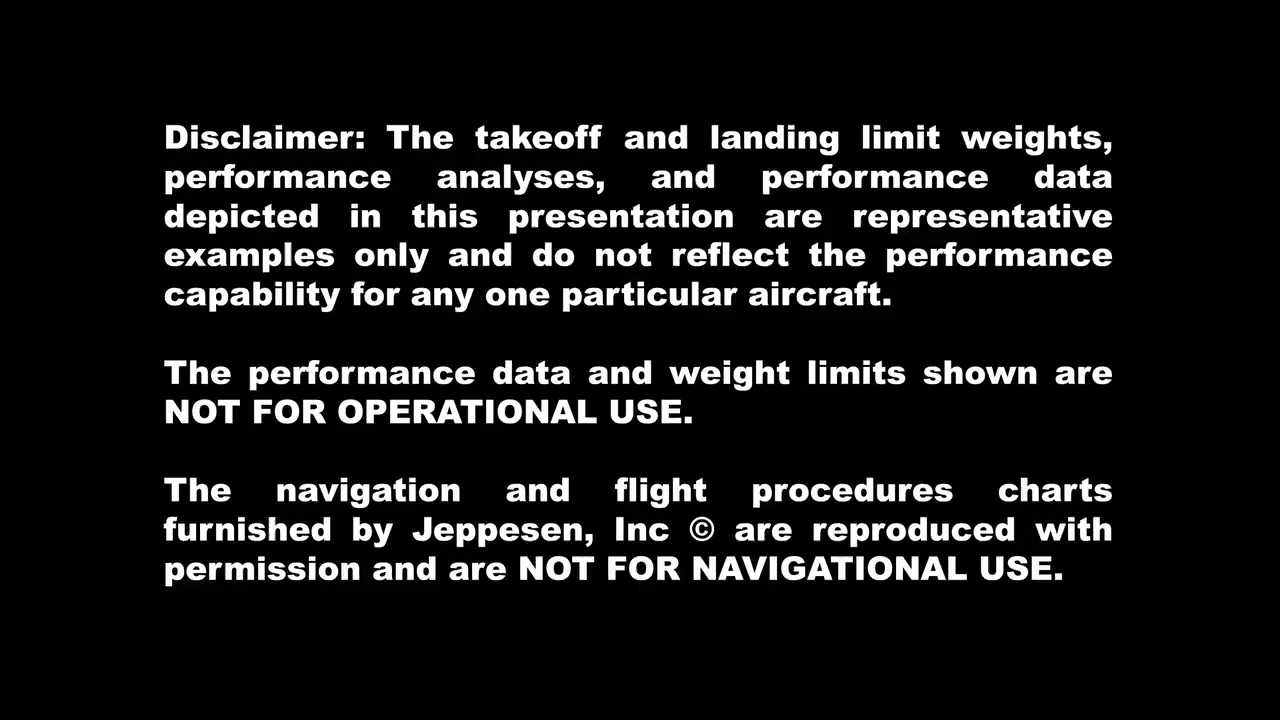 Disclaimer: The takeoff and landing limit weights,
performance analyses, and performance data
depicted in this presentation are representative
examples only and do not reflect the performance
capability for any one particular aircraft.
The performance data and weight limits shown are
NOT FOR OPERATIONAL USE.
The navigation and flight procedures charts
furnished by Jeppesen, Inc © are reproduced with
permission and are NOT FOR NAVIGATIONAL USE.